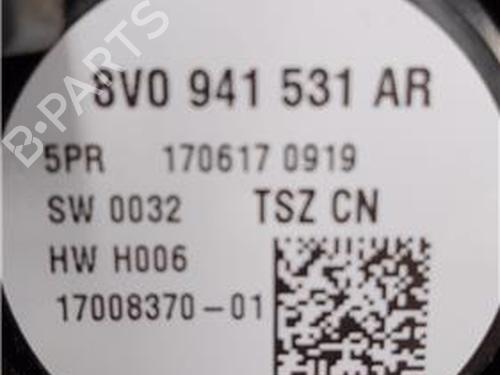 B-PARTS
8V0 941 531 AR
5PR 170617 0919
SW 0032 TSZ CN
HW H006
17008370-01